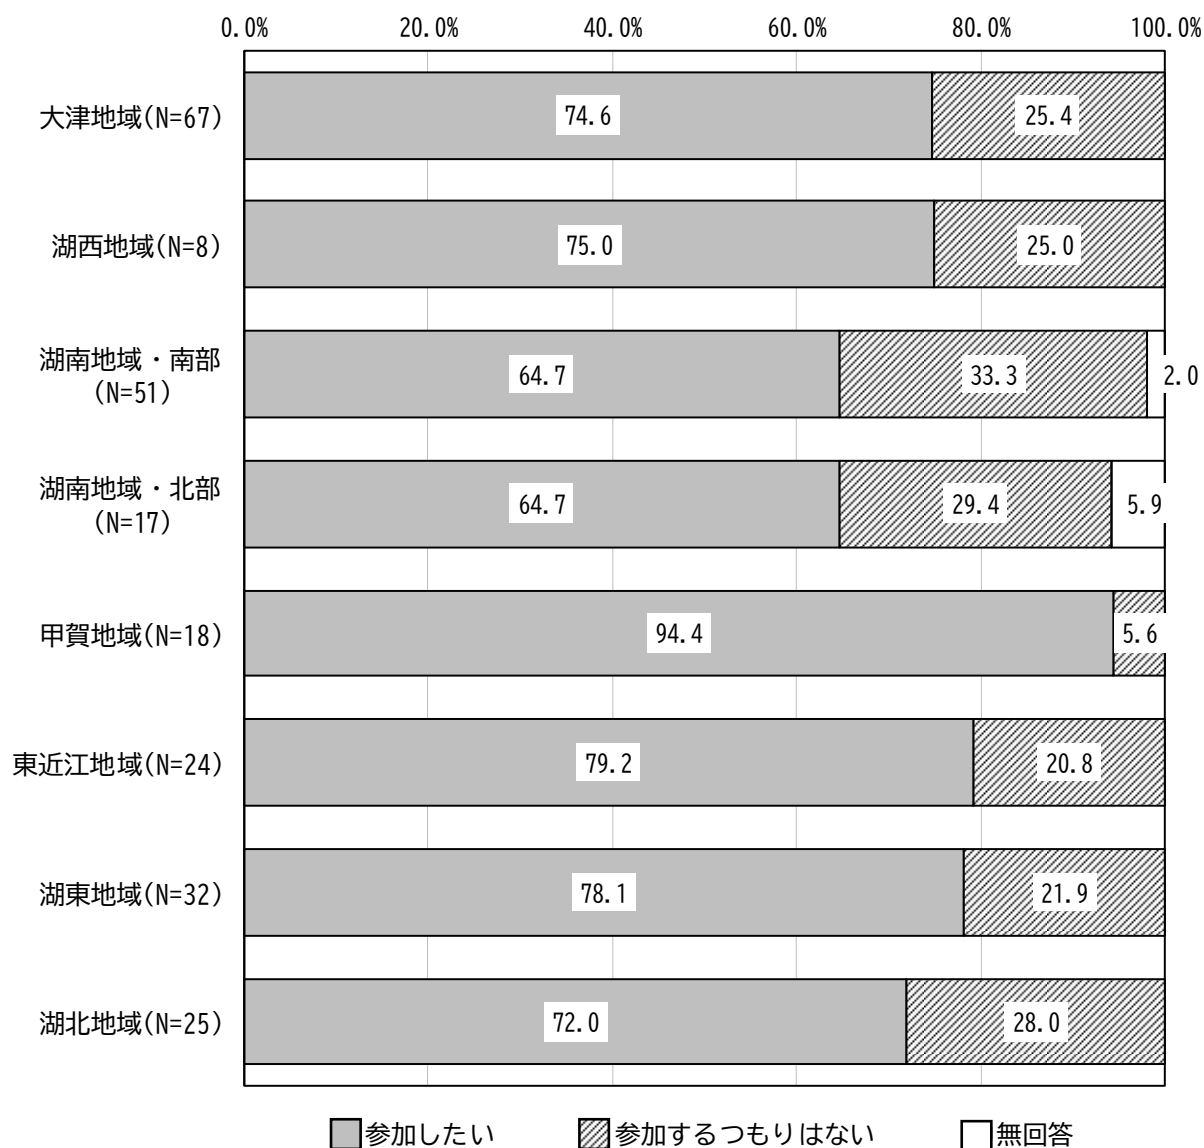 0.0% 20.0% 40.0% 60.0% 80.0% 100.0%
大津地域(N=67) 74.6 25.4
湖西地域(N=8) 75.0 25.0
湖南地域・南部
(N=51) 64.7 33.3 2.0
湖南地域・北部
(N=17) 64.7 29.4 5.9
甲賀地域(N=18) 94.4 5.6
東近江地域(N=24) 79.2 20.8
湖東地域(N=32) 78.1 21.9
湖北地域(N=25) 72.0 28.0
参加したい 参加するつもりはない 無回答